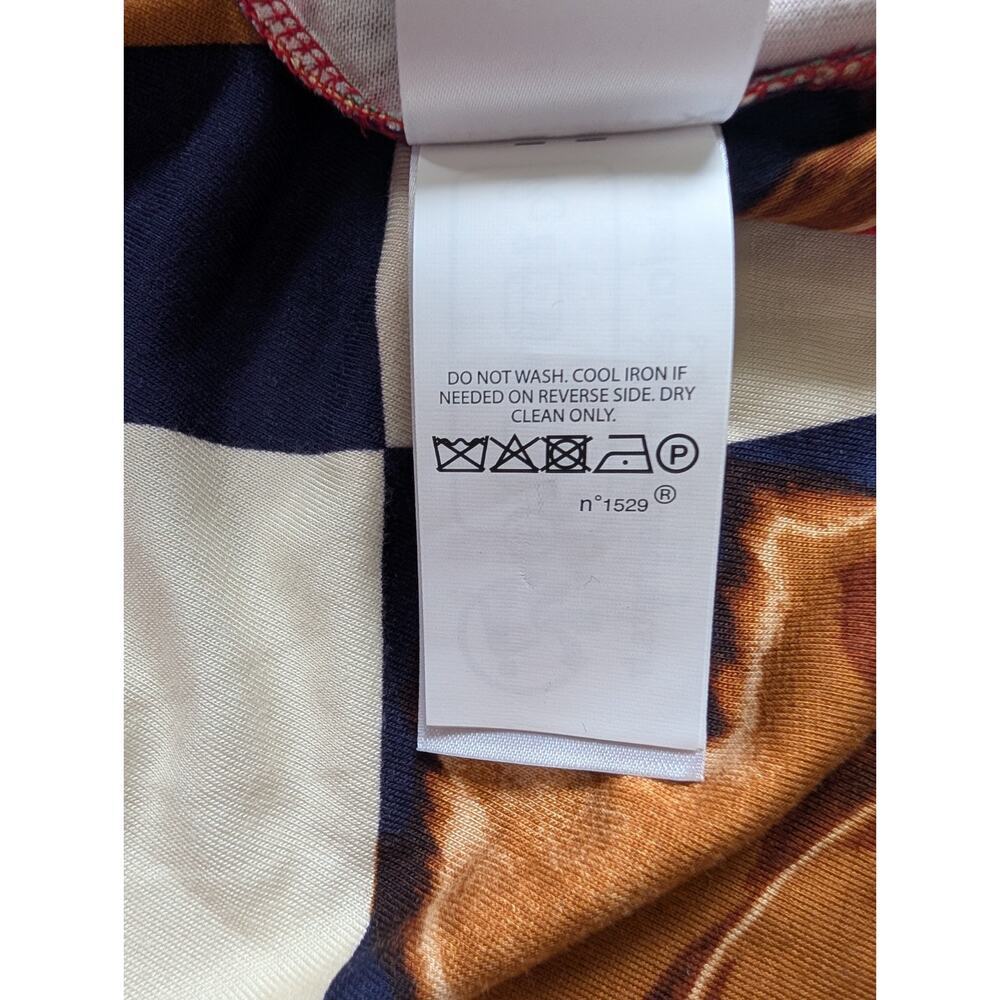 DO NOT WASH. COOL IRON IF
NEEDED ON REVERSE SIDE. DRY
CLEAN ONLY.
P
n°1529 ®